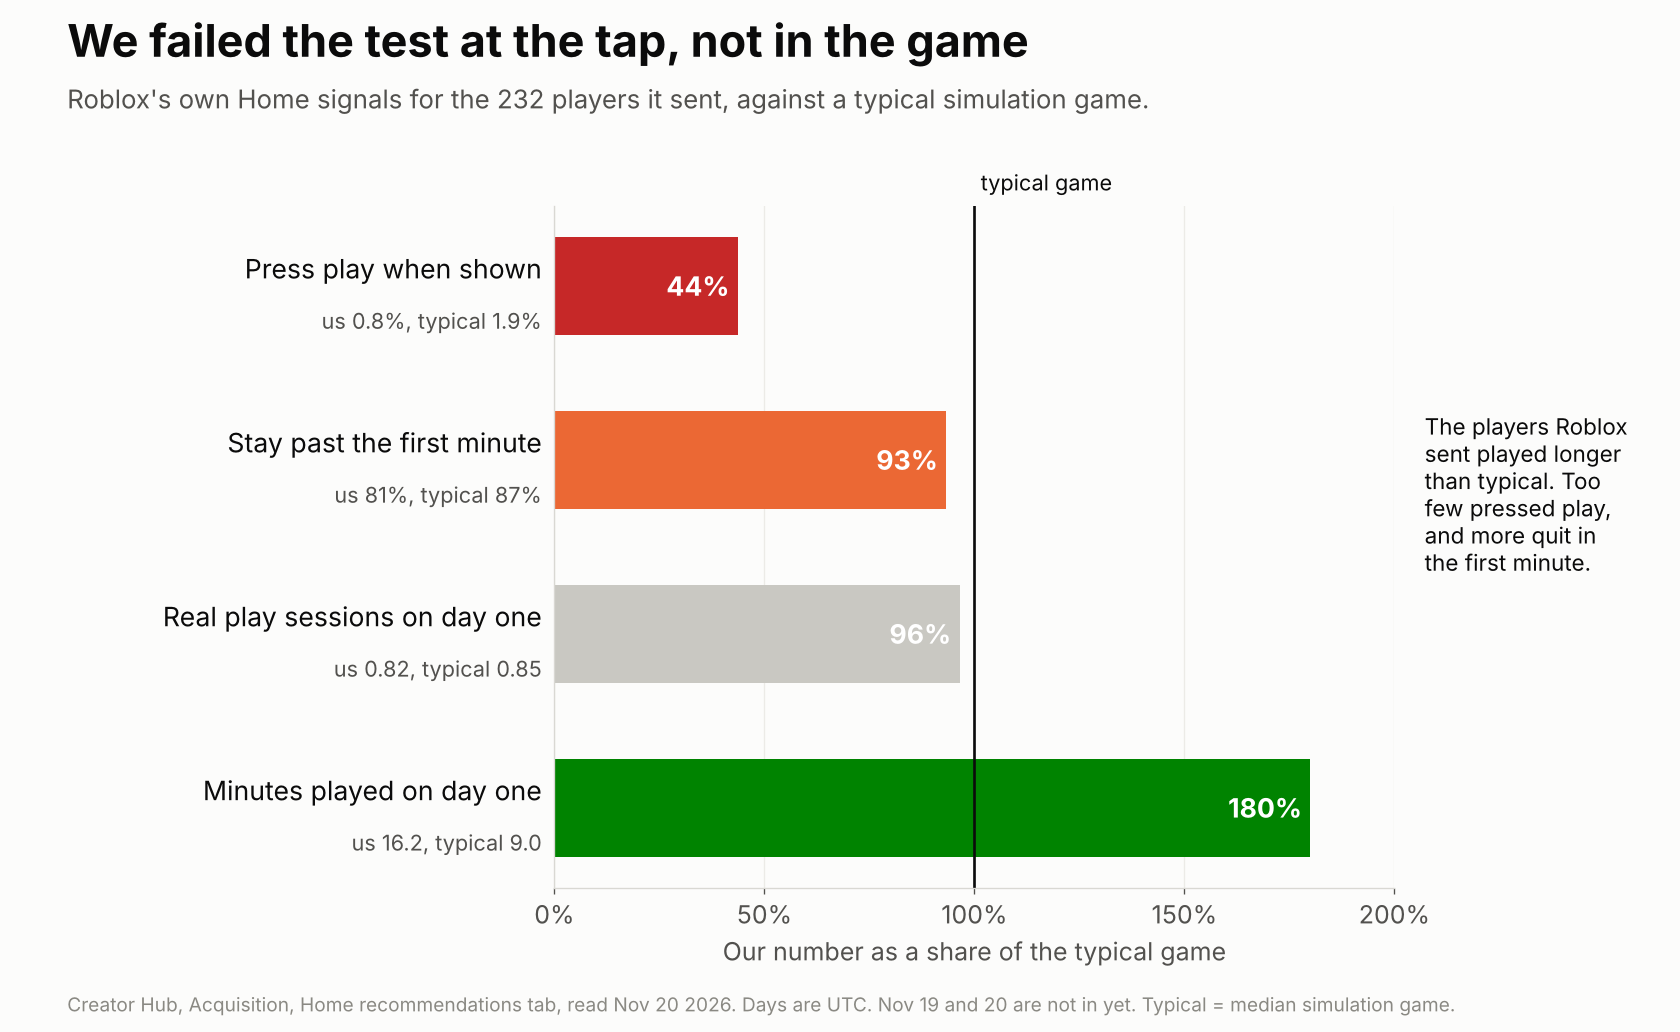 We failed the test at the tap, not in the game
Roblox's own Home signals for the 232 players it sent, against a typical simulation game.
typical game
Press play when shown
us 0.8%, typical 1.9%
44%
Stay past the first minute
us 81%, typical 87%
93%
Real play sessions on day one
us 0.82, typical 0.85
96%
Minutes played on day one
us 16.2, typical 9.0
180%
The players Roblox
sent played longer
than typical. Too
few pressed play,
and more quit in
the first minute.
0% 50% 100% 150% 200%
Our number as a share of the typical game
Creator Hub, Acquisition, Home recommendations tab, read Nov 20 2026. Days are UTC. Nov 19 and 20 are not in yet. Typical = median simulation game.